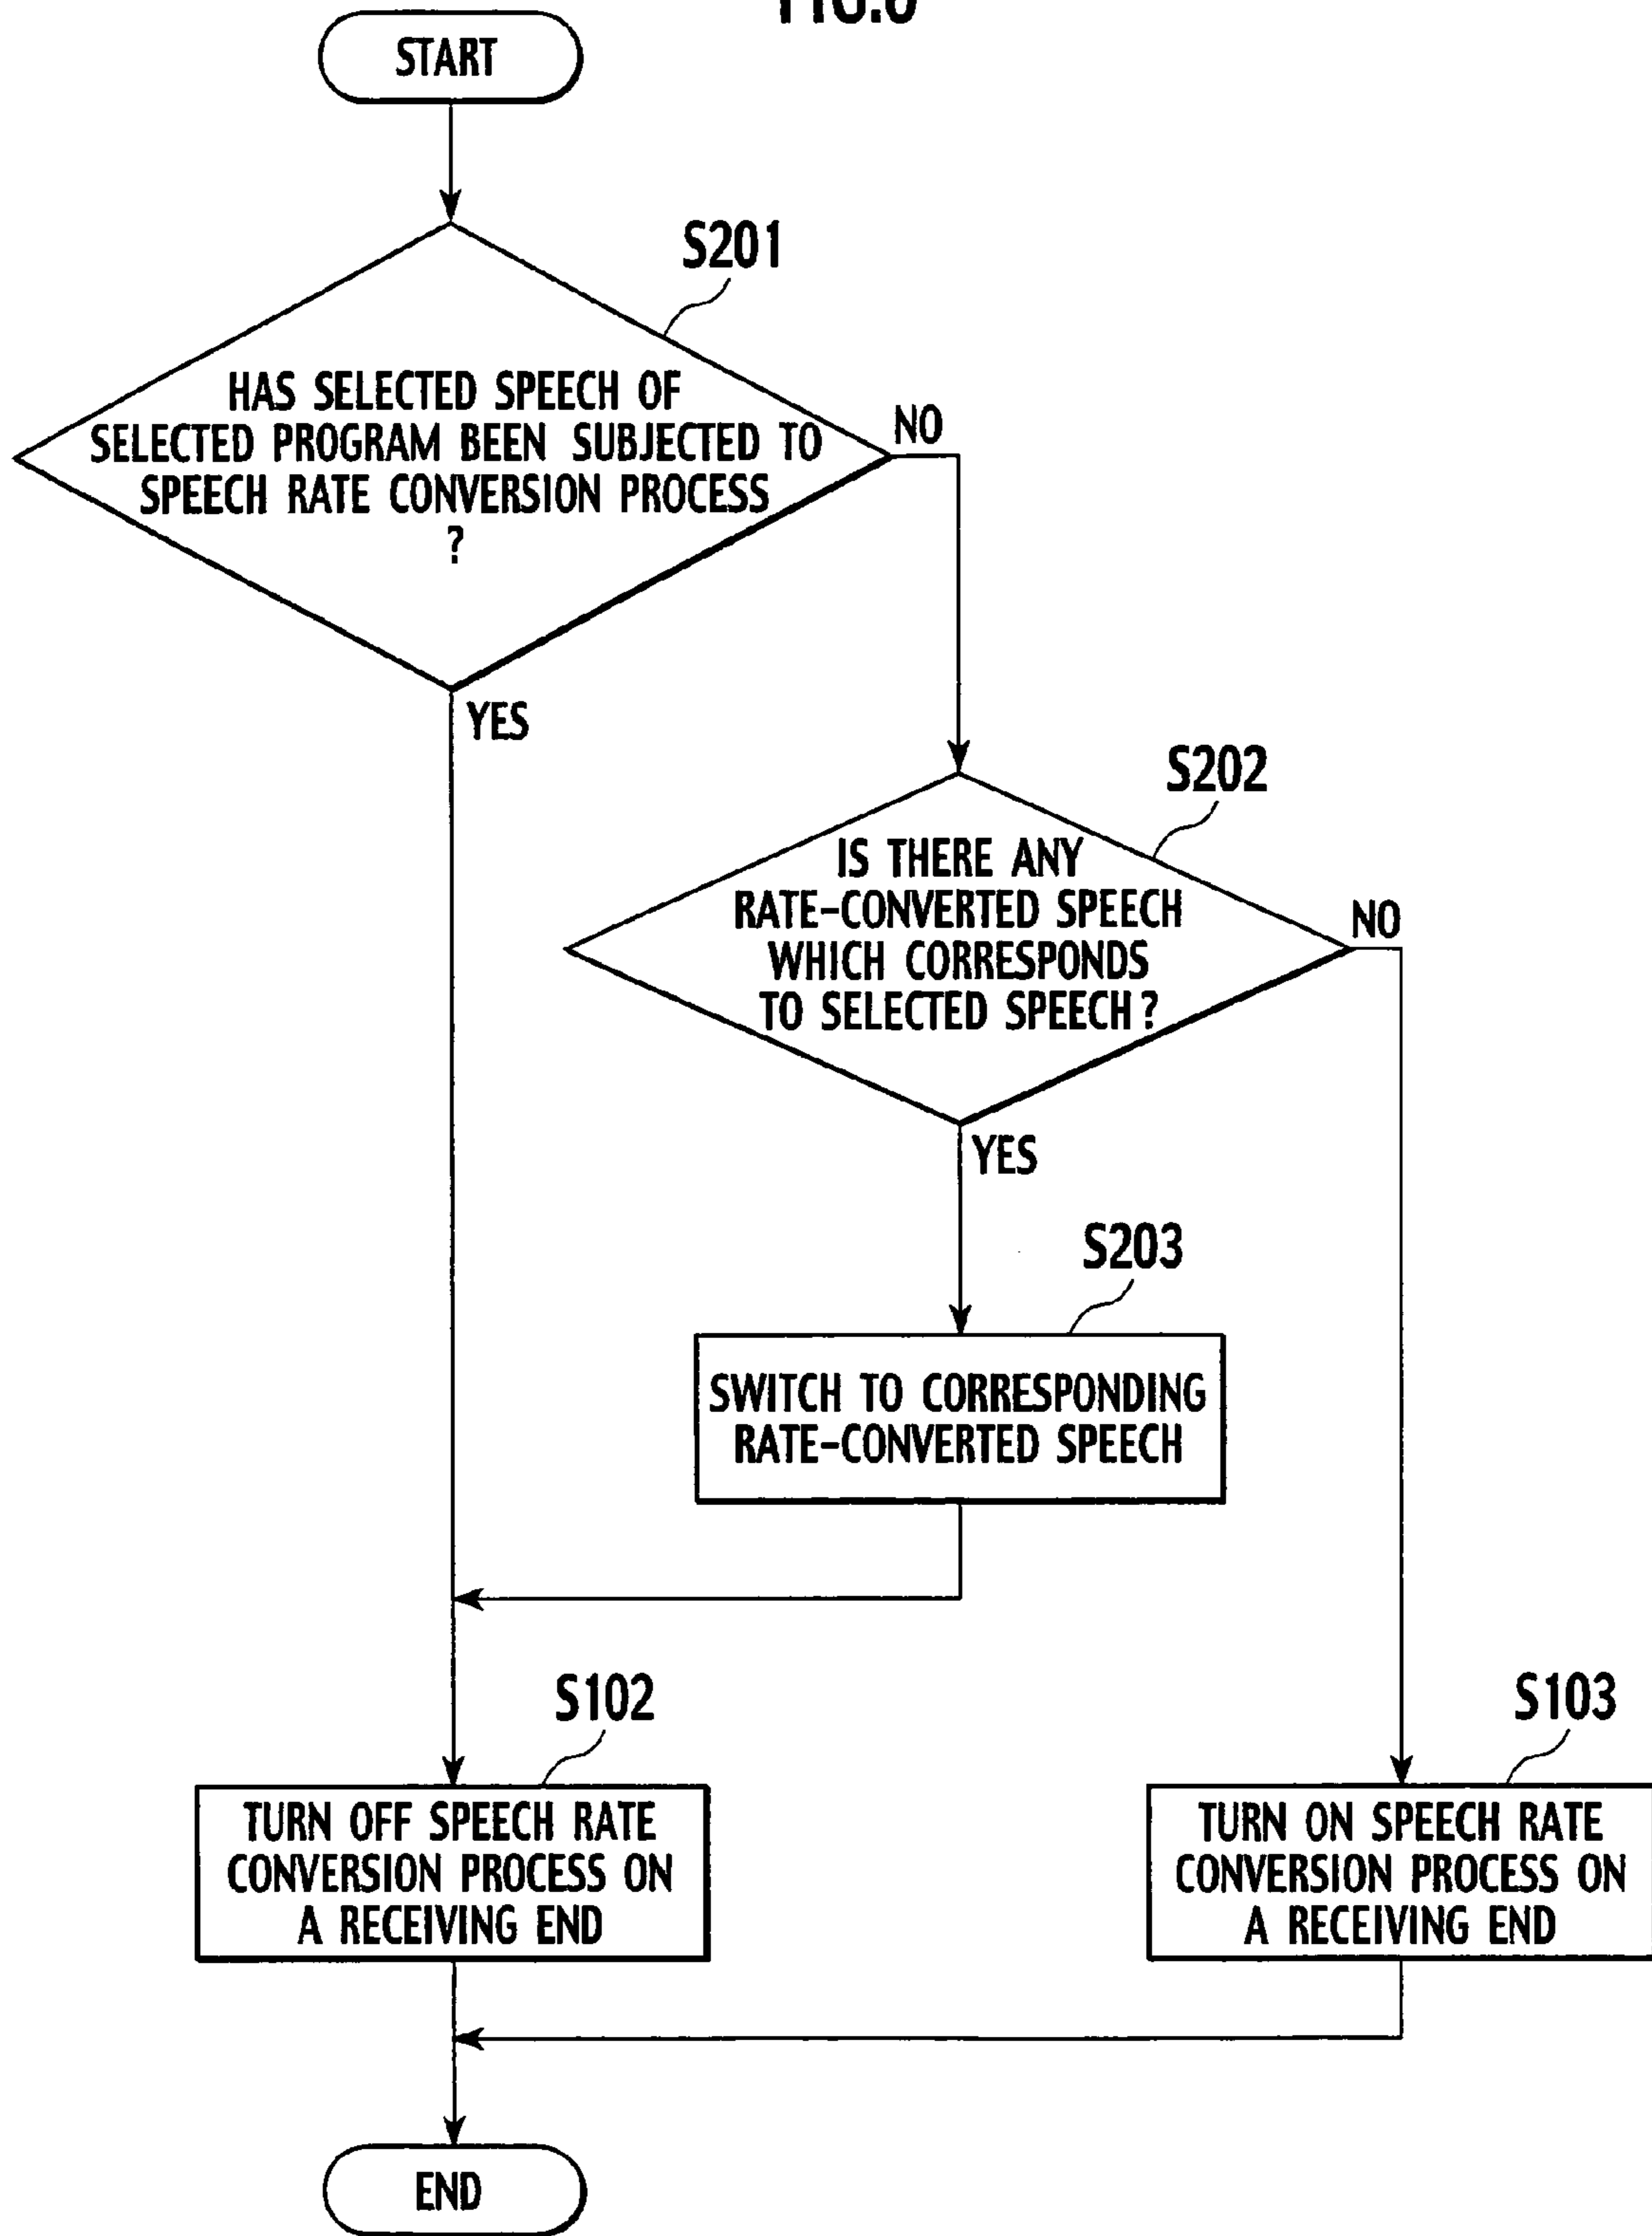 START
S201
HAS SELECTED SPEECH OF
SELECTED PROGRAM BEEN SUBJECTED TO
SPEECH RATE CONVERSION PROCESS
?
NO
YES
S202
IS THERE ANY
RATE-CONVERTED SPEECH
WHICH CORRESPONDS
TO SELECTED SPEECH?
NO
YES
S203
SWITCH TO CORRESPONDING
RATE-CONVERTED SPEECH
S102
TURN OFF SPEECH RATE
CONVERSION PROCESS ON
A RECEIVING END
S103
TURN ON SPEECH RATE
CONVERSION PROCESS ON
A RECEIVING END
END